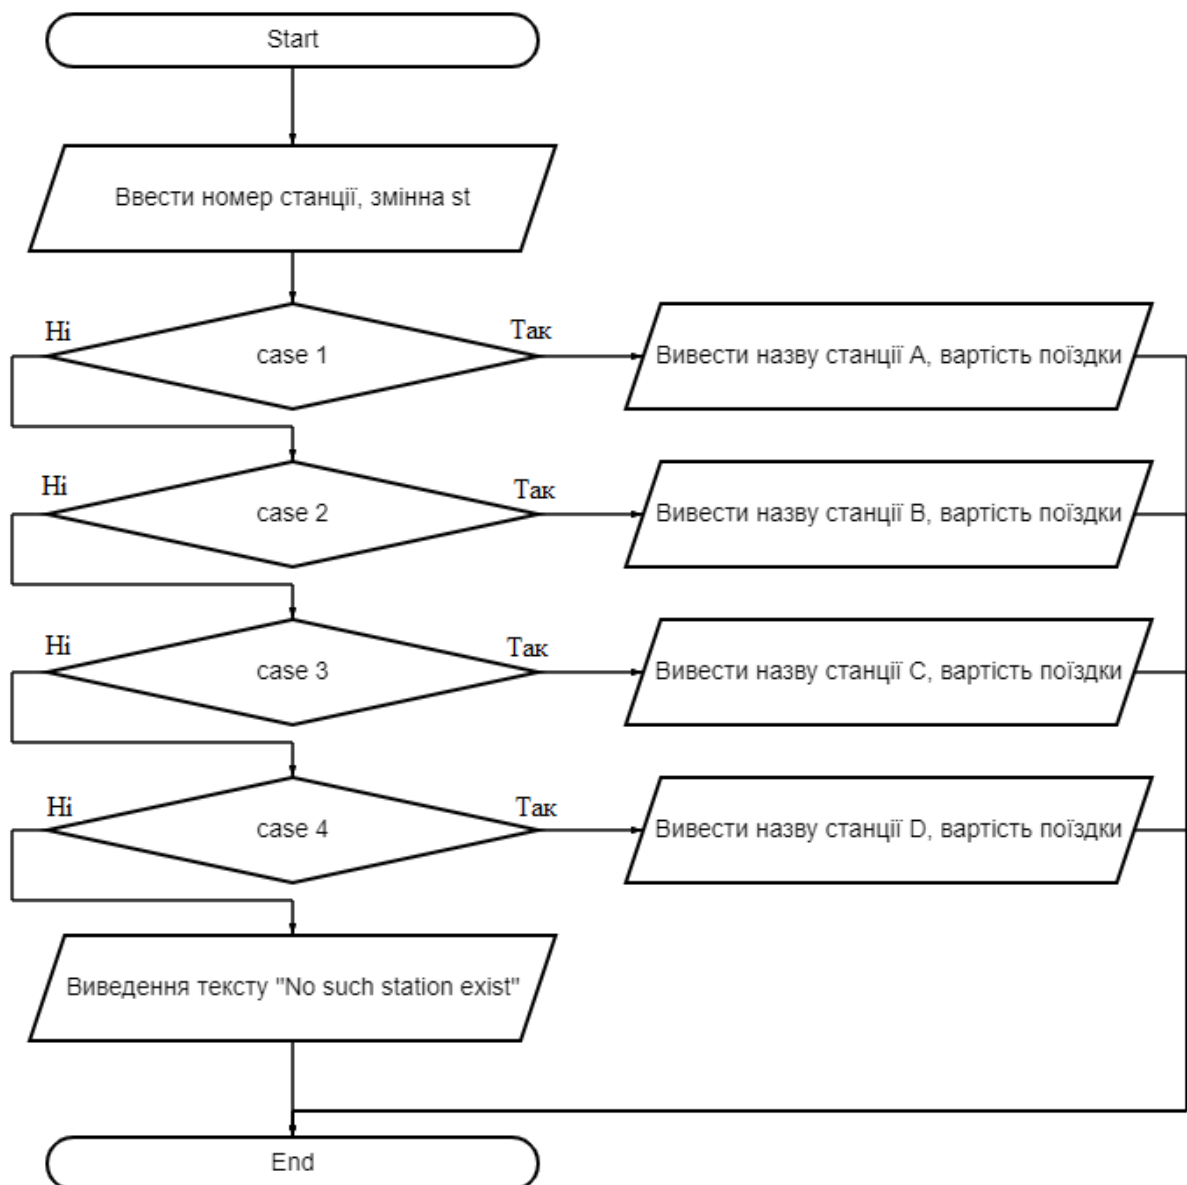 Start
Ввести номер станції, змінна st
Ні
case 1
Так
Вивести назву станції A, вартість поїздки
Ні
case 2
Так
Вивести назву станції B, вартість поїздки
Ні
case 3
Так
Вивести назву станції C, вартість поїздки
Ні
case 4
Так
Вивести назву станції D, вартість поїздки
Виведення тексту "No such station exist"
End